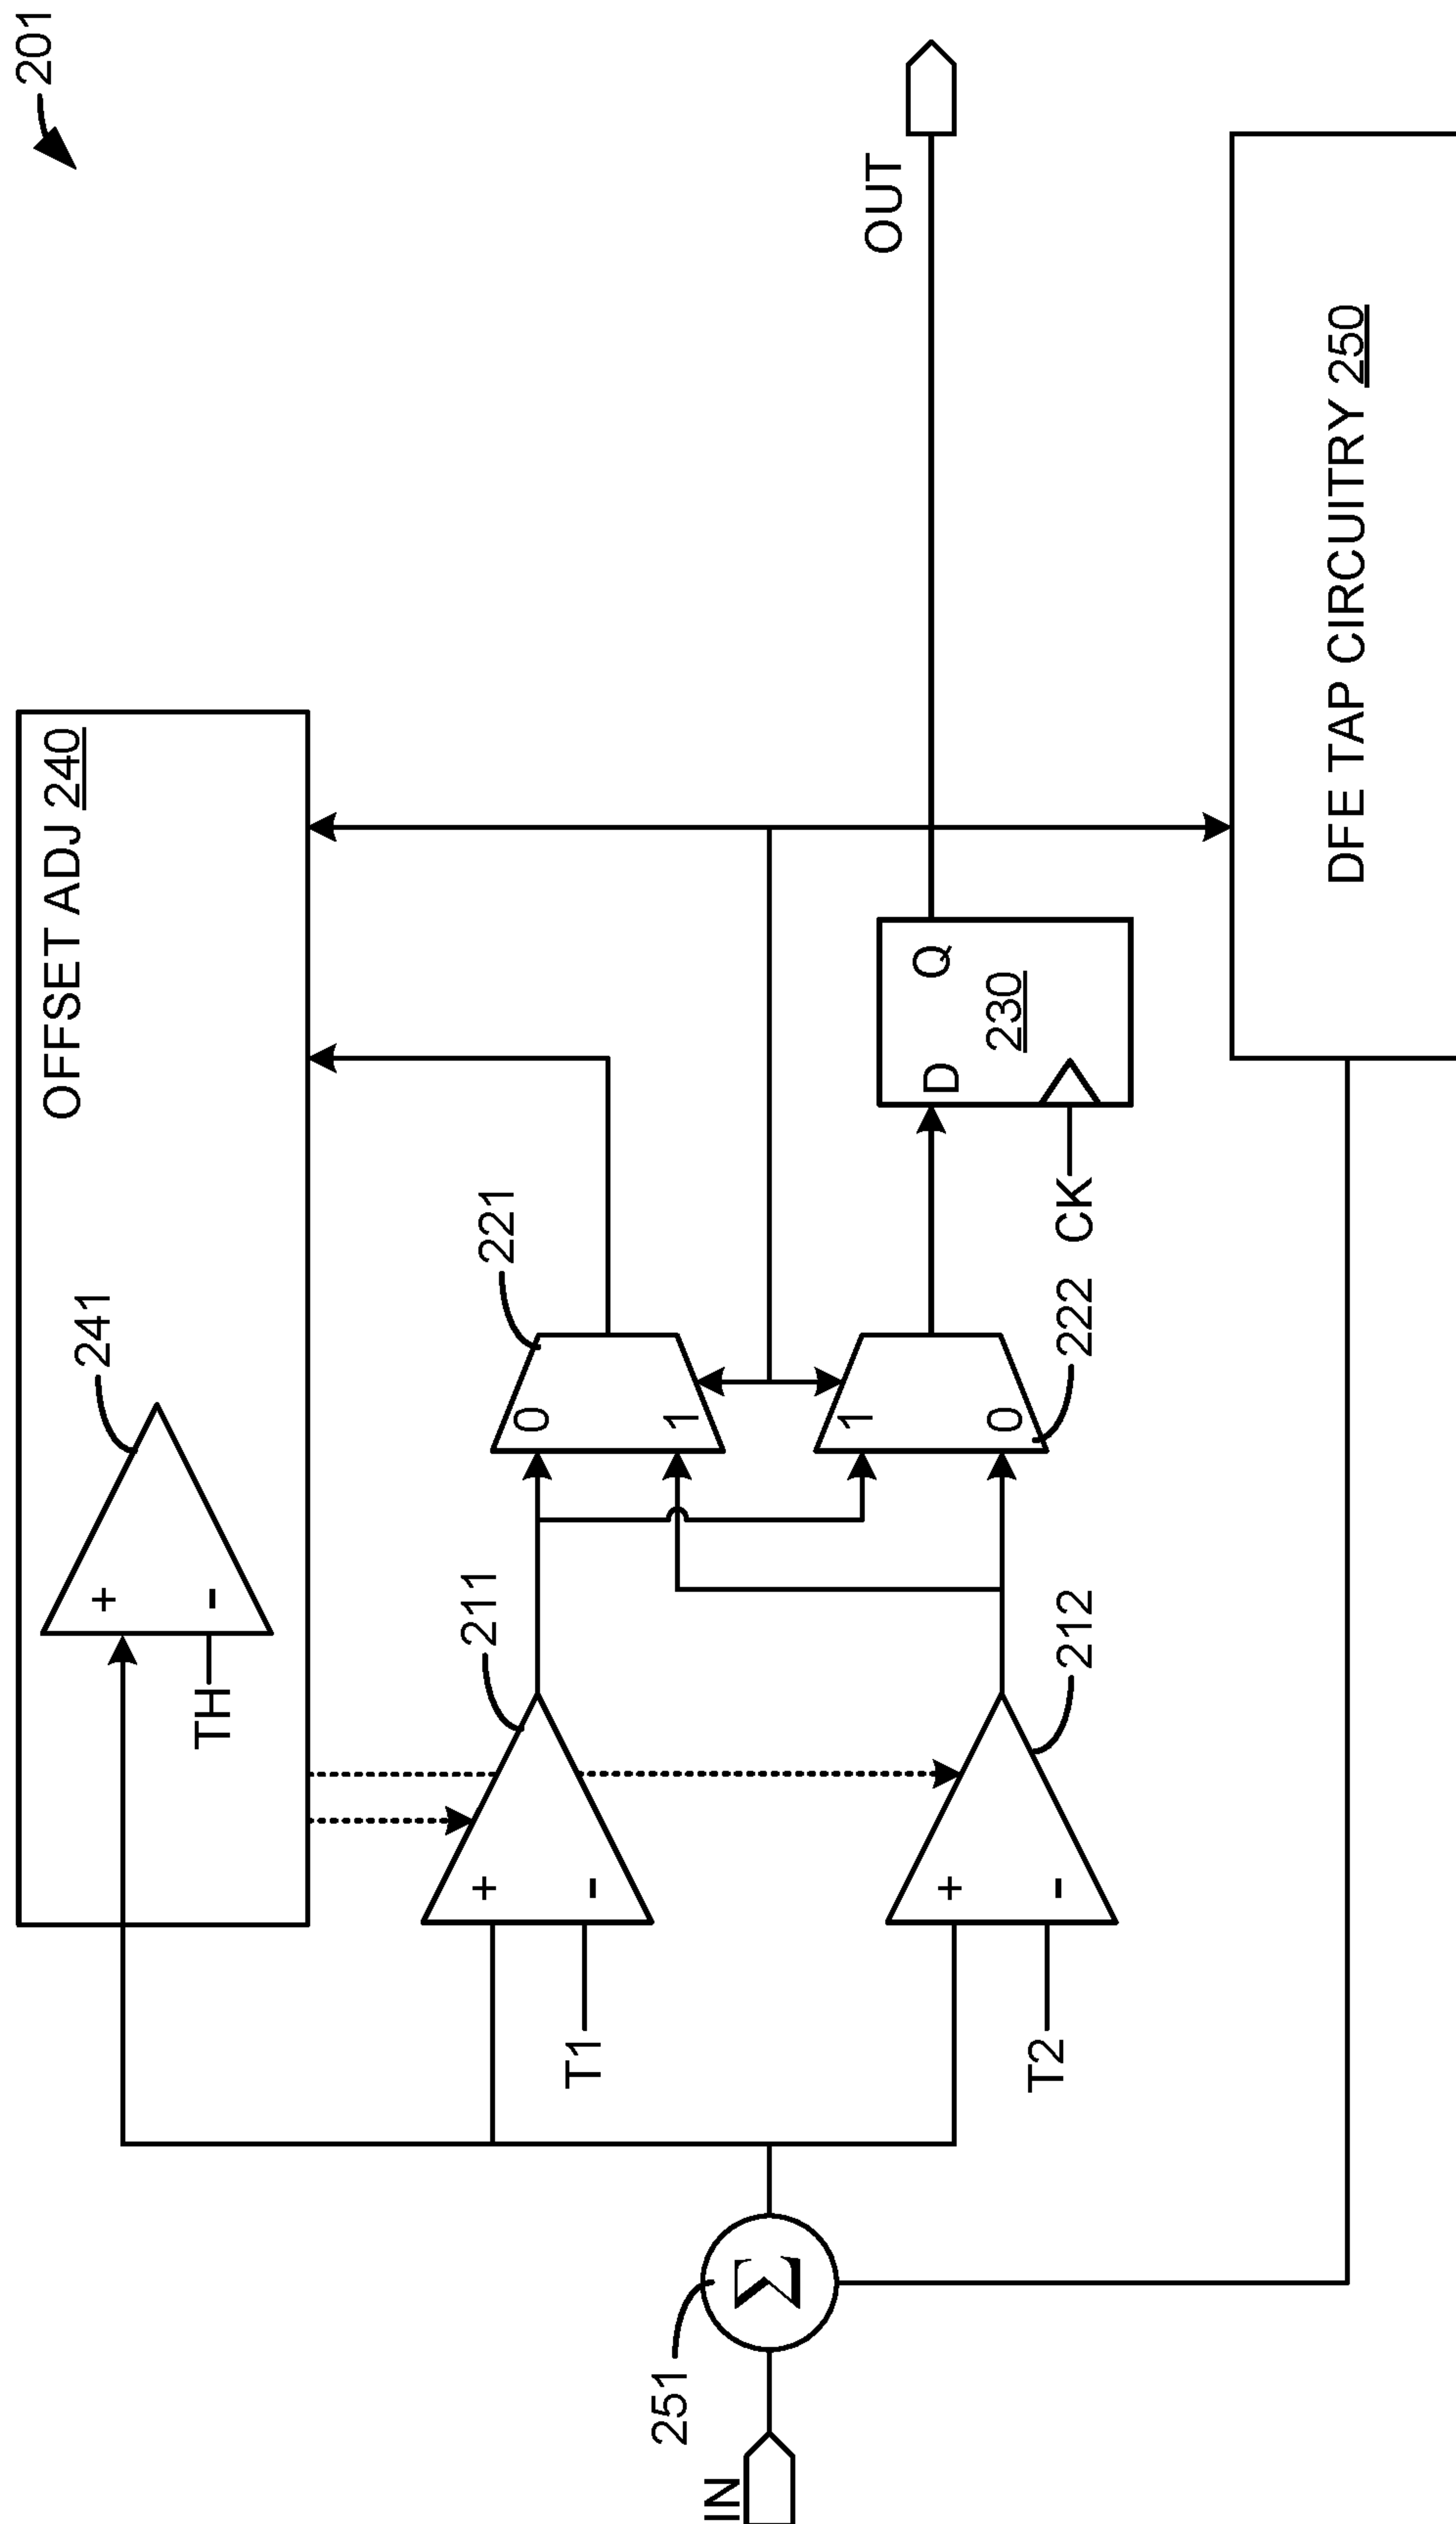 201
OFFSET ADJ 240
241
+
-
TH
211
+
-
T1
212
+
-
T2
221
0
1
222
1
0
D
Q
230
CK
OUT
IN
251
Σ
DFE TAP CIRCUITRY 250